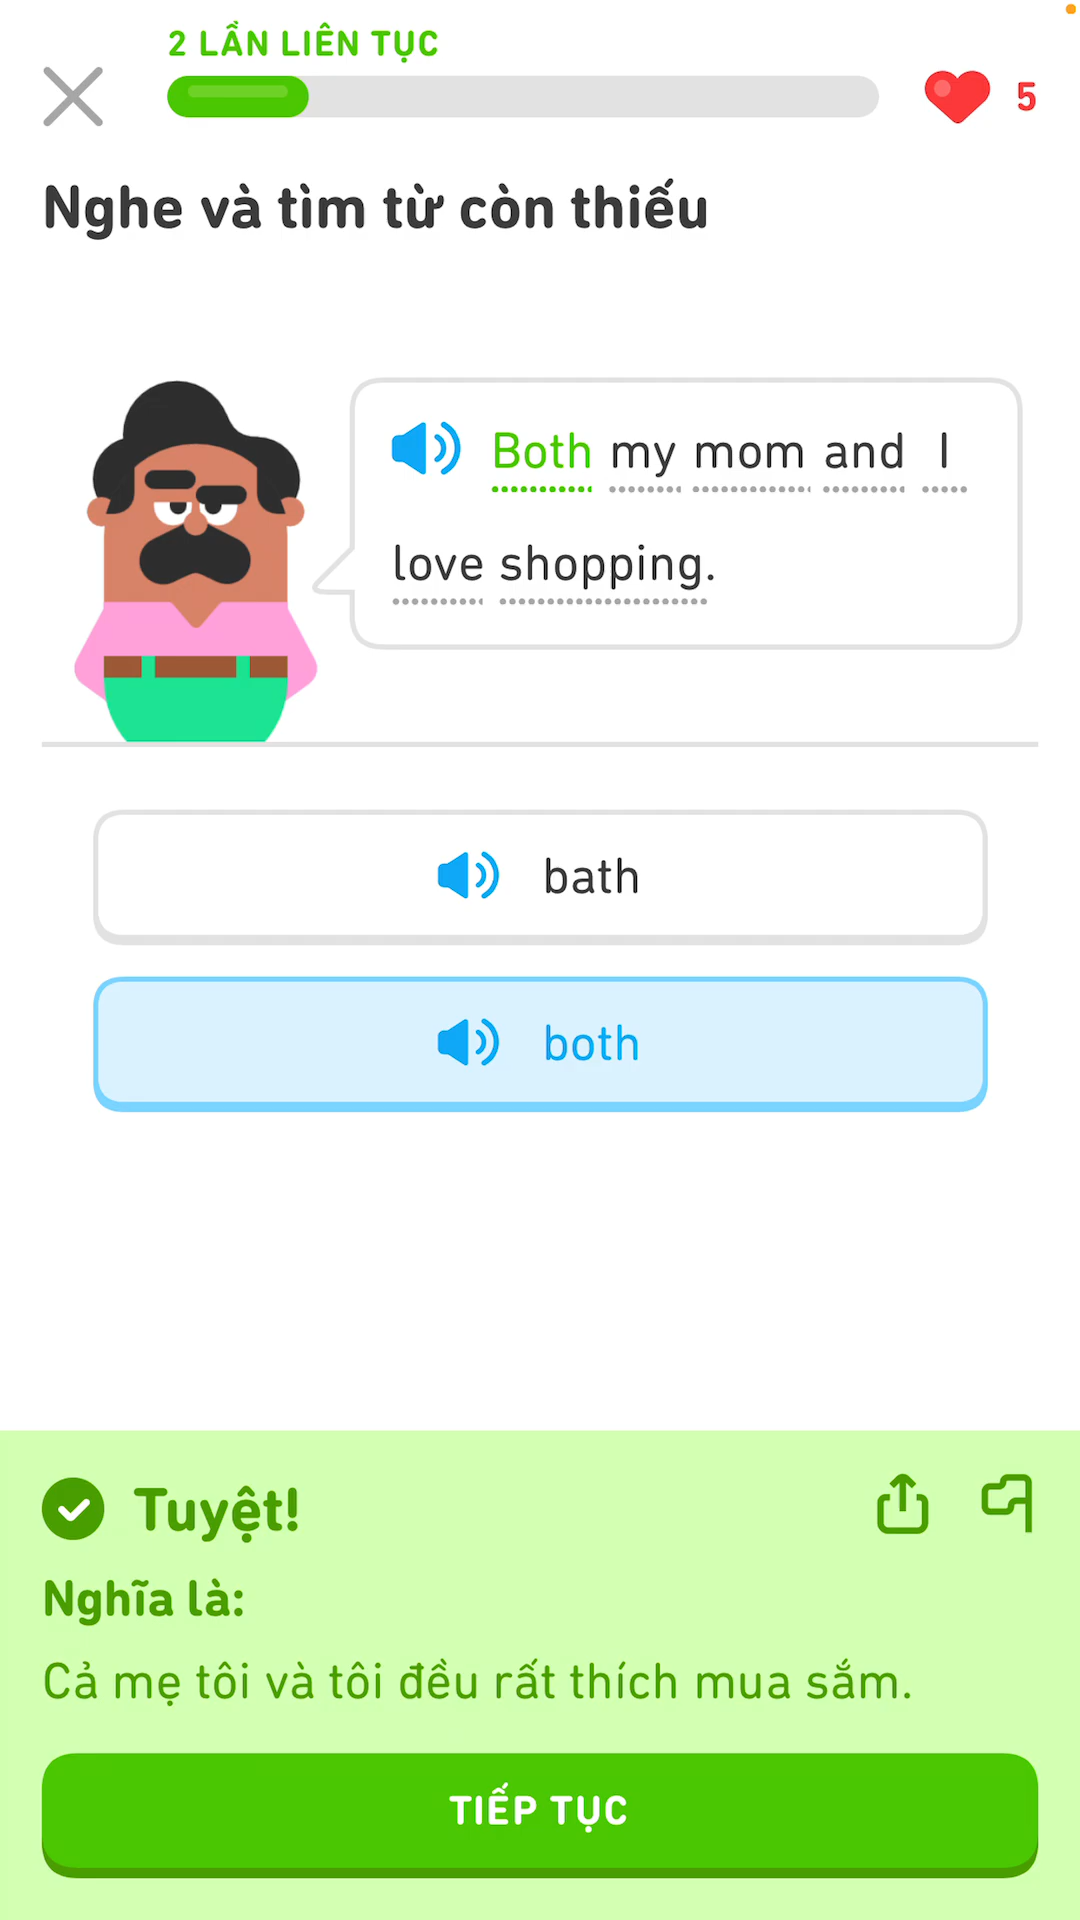 2 LẦN LIÊN TỤC
5
Nghe và tìm từ còn thiếu
Both my mom and I
love shopping.
bath
both
Tuyệt!
Nghĩa là:
Cả mẹ tôi và tôi đều rất thích mua sắm.
TIẾP TỤC